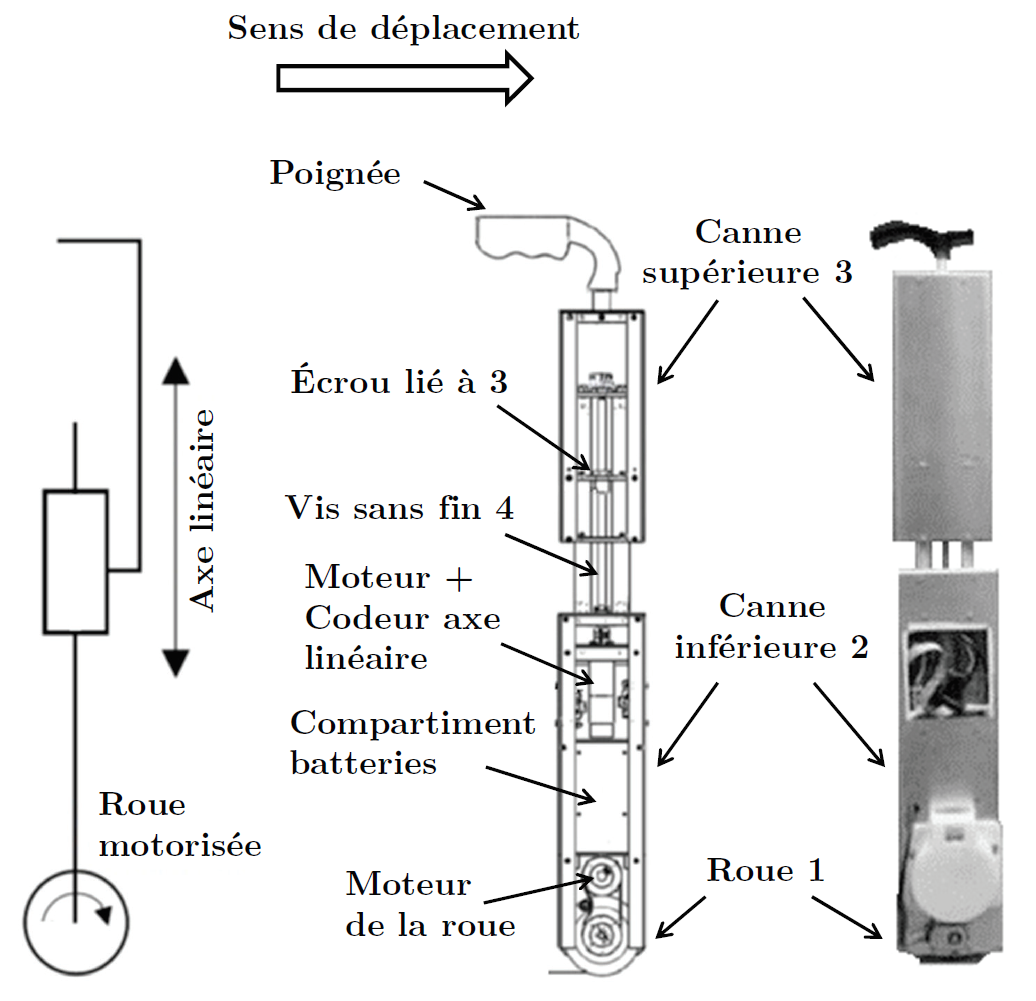 Sens de déplacement
Poignée
Canne
supérieure 3
Écrou lié à 3
Axe linéaire
Vis sans fin 4
Moteur +
Codeur axe
linéaire
Canne
inférieure 2
Compartiment
batteries
Roue
motorisée
Moteur
de la roue
Roue 1